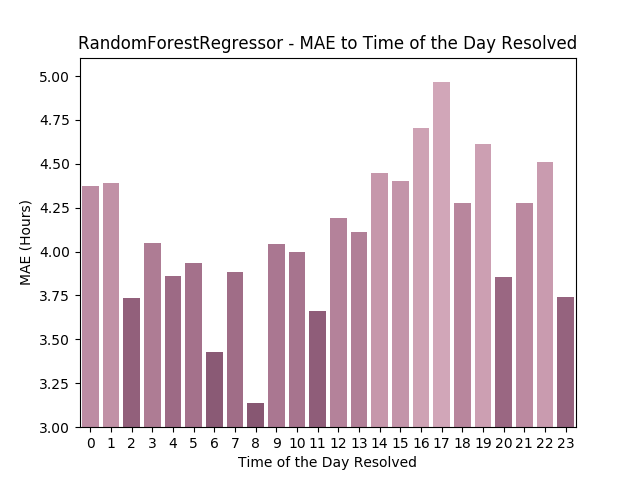 RandomForestRegressor - MAE to Time of the Day Resolved
5.00
4.75
4.50
4.25
4.00
3.75
3.50
3.25
3.00
MAE (Hours)
0 1 2 3 4 5 6 7 8 9 10 11 12 13 14 15 16 17 18 19 20 21 22 23
Time of the Day Resolved